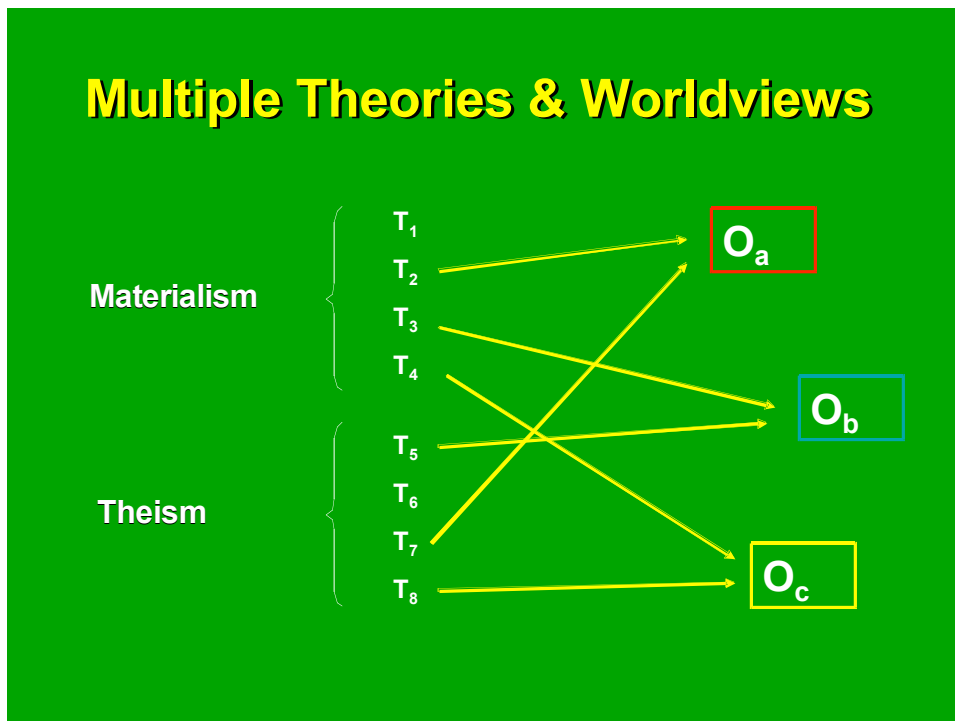 Multiple Theories & Worldviews
Materialism
T1
T2
T3
T4
Theism
T5
T6
T7
T8
Oa
Ob
Oc